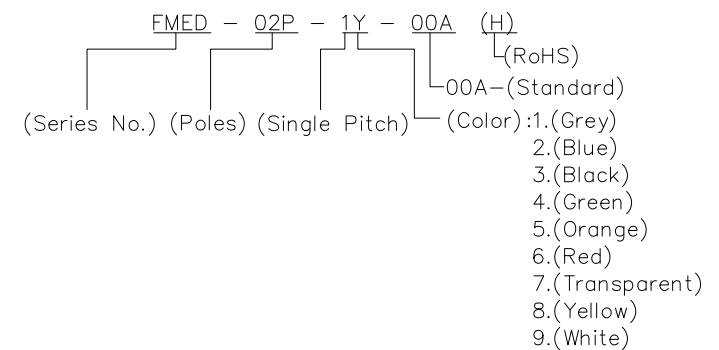 FMED - 02P - 1Y - 00A (H)
(RoHS)
00A-(Standard)
(Series No.) (Poles) (Single Pitch) (Color):1.(Grey)
2.(Blue)
3.(Black)
4.(Green)
5.(Orange)
6.(Red)
7.(Transparent)
8.(Yellow)
9.(White)